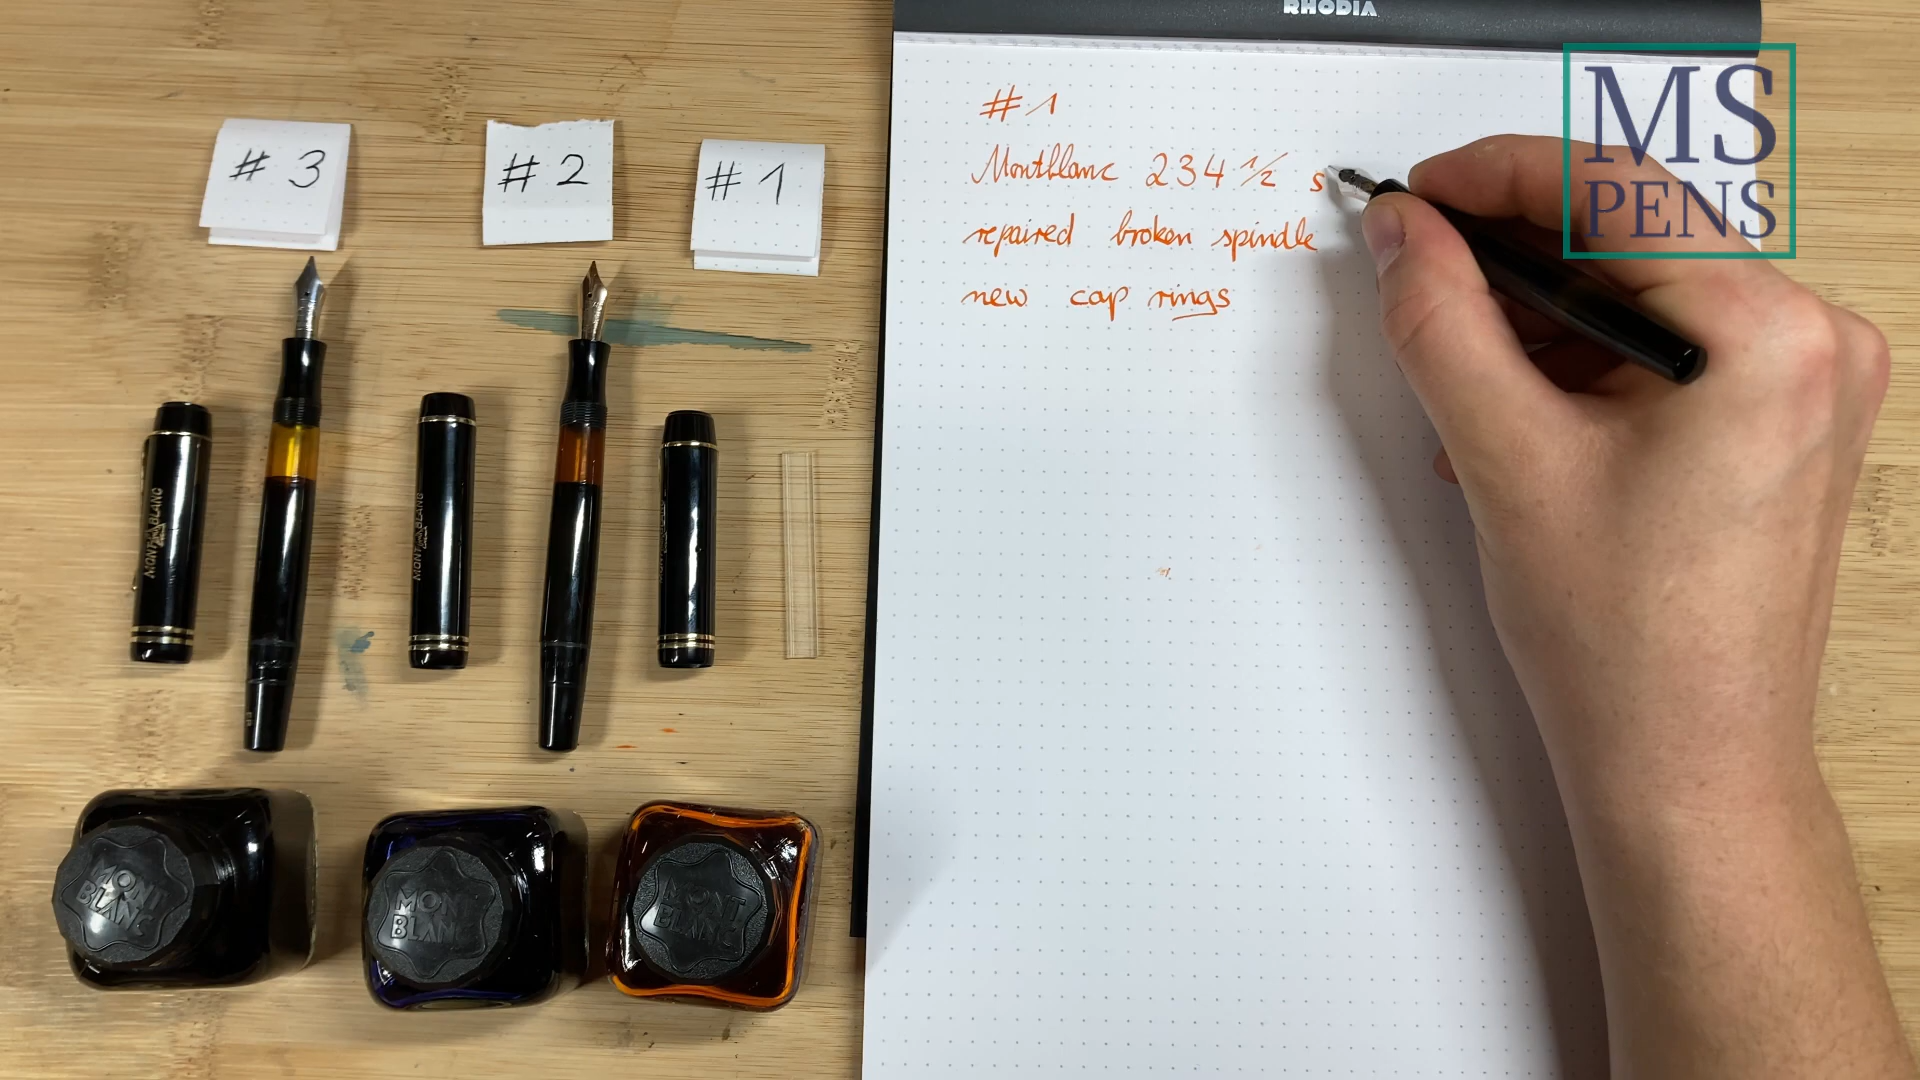 RHODIA
MS
PENS
# 3
# 2
# 1
# 1
Montblanc 234 1/2 s
repaired broken spindle
new cap rings
MONTBLANC
MONTBLANC
MONT
BLANC
MONT
BLANC
MONT
BLANC